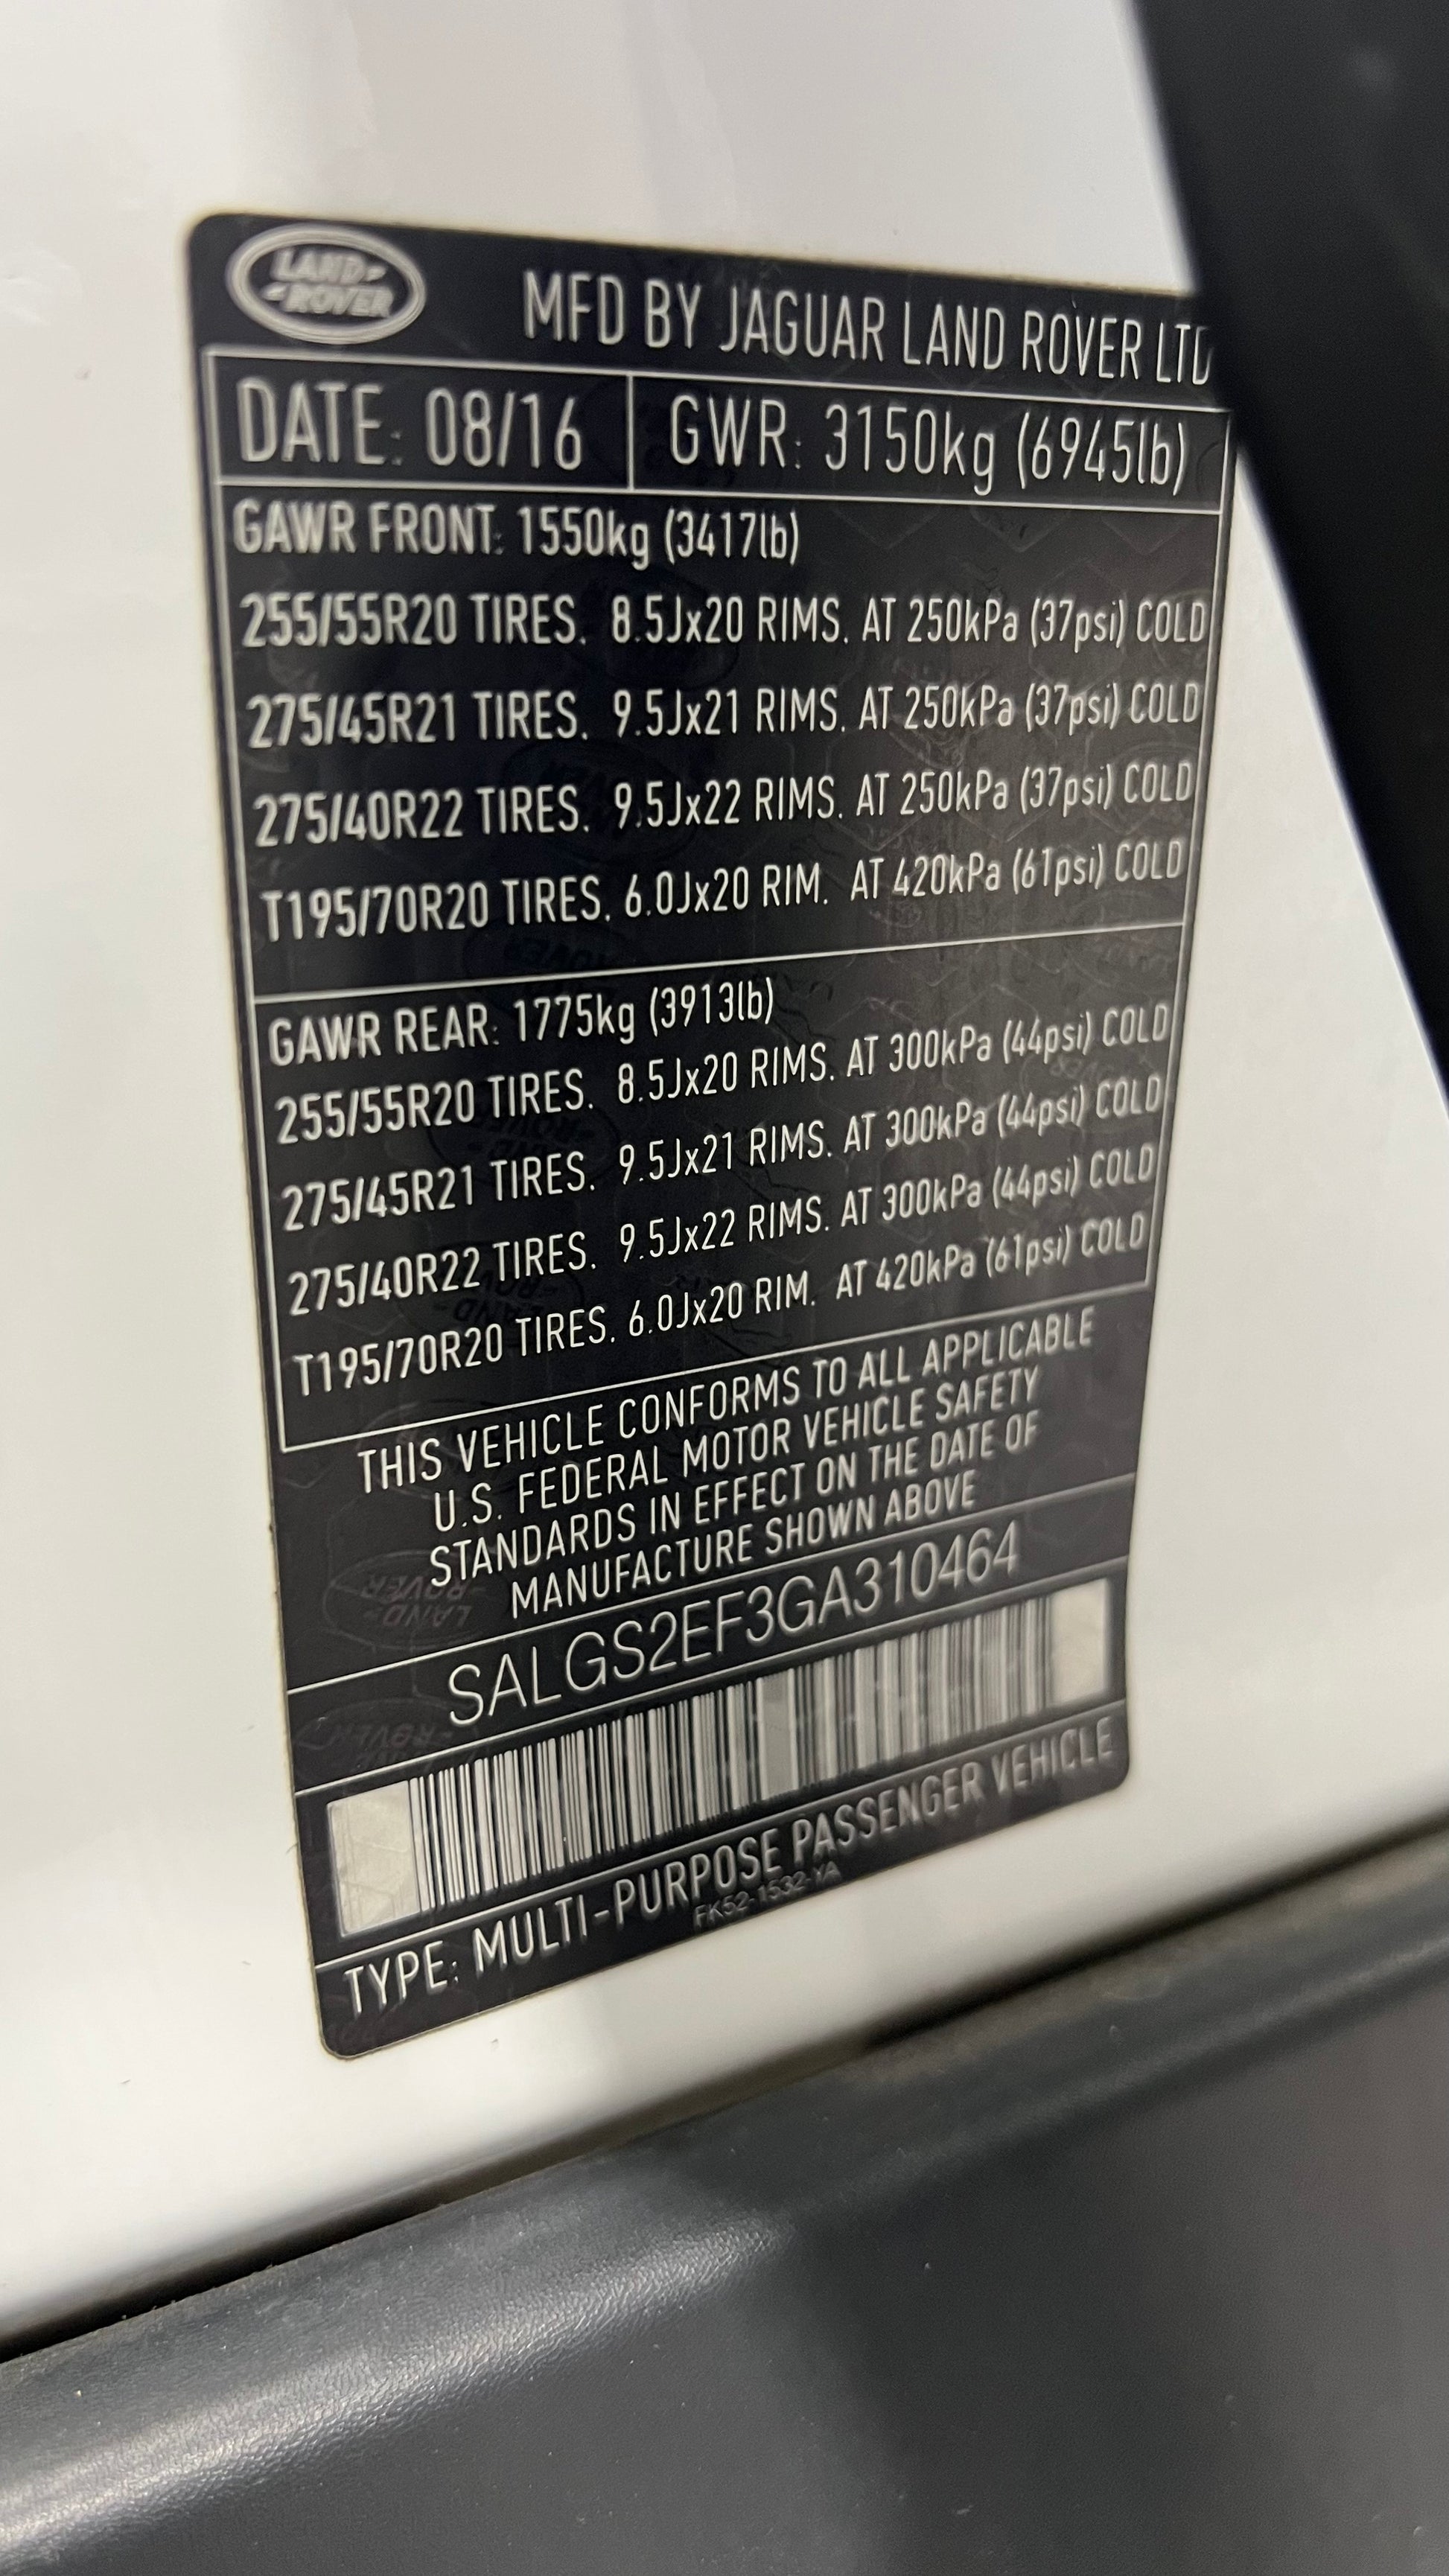 LAND-
-ROVER
MFD BY JAGUAR LAND ROVER LTD
DATE: 08/16 GWR: 3150kg (6945lb)
GAWR FRONT: 1550kg (3417lb)
255/55R20 TIRES. 8.5Jx20 RIMS. AT 250kPa (37psi) COLD
275/45R21 TIRES. 9.5Jx21 RIMS. AT 250kPa (37psi) COLD
275/40R22 TIRES. 9.5Jx22 RIMS. AT 250kPa (37psi) COLD
T195/70R20 TIRES. 6.0Jx20 RIM. AT 420kPa (61psi) COLD
GAWR REAR: 1775kg (3913lb)
255/55R20 TIRES. 8.5Jx20 RIMS. AT 300kPa (44psi) COLD
275/45R21 TIRES. 9.5Jx21 RIMS. AT 300kPa (44psi) COLD
275/40R22 TIRES. 9.5Jx22 RIMS. AT 300kPa (44psi) COLD
T195/70R20 TIRES. 6.0Jx20 RIM. AT 420kPa (61psi) COLD
THIS VEHICLE CONFORMS TO ALL APPLICABLE
U.S. FEDERAL MOTOR VEHICLE SAFETY
STANDARDS IN EFFECT ON THE DATE OF
MANUFACTURE SHOWN ABOVE
SALGS2EF3GA310464
TYPE: MULTI-PURPOSE PASSENGER VEHICLE
FK52-1532-YA